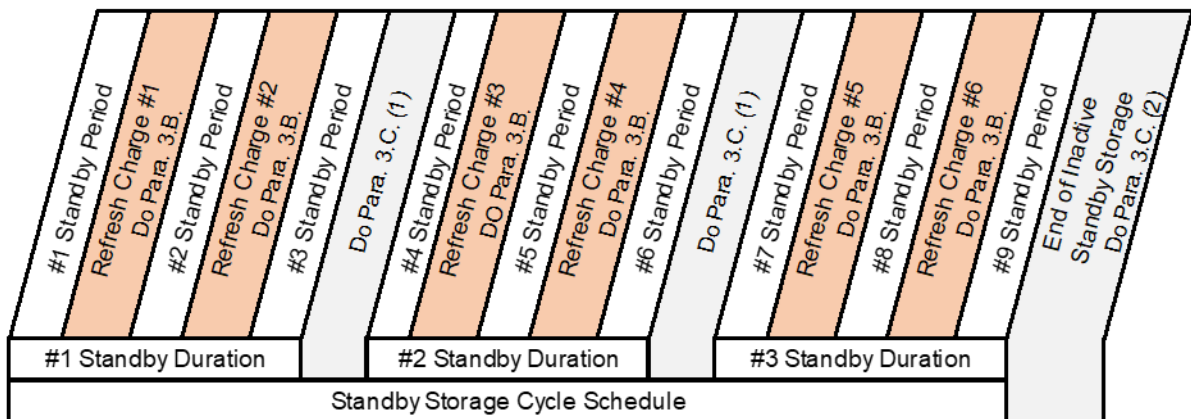 #1 Standby Period
Refresh Charge #1
Do Para. 3.B.
#2 Standby Period
Refresh Charge #2
Do Para. 3.B.
#3 Standby Period
Do Para. 3.C. (1)
#4 Standby Period
Refresh Charge #3
DO Para. 3.B.
#5 Standby Period
Refresh Charge #4
Do Para. 3.B.
#6 Standby Period
Do Para. 3.C. (1)
#7 Standby Period
Refresh Charge #5
Do Para. 3.B.
#8 Standby Period
Refresh Charge #6
Do Para. 3.B.
#9 Standby Period
End of Inactive
Standby Storage
Do Para. 3.C. (2)
#1 Standby Duration
#2 Standby Duration
#3 Standby Duration
Standby Storage Cycle Schedule